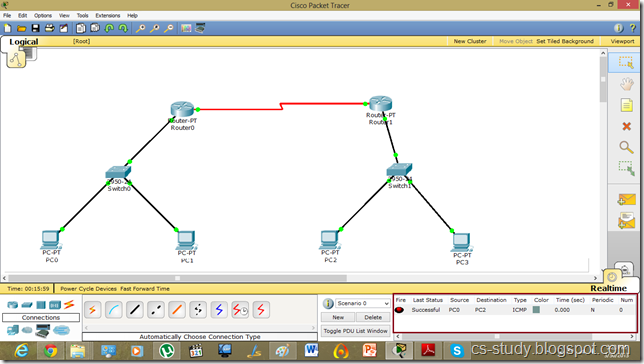 Cisco Packet Tracer
File Edit Options View Tools Extensions Help
Logical
[Root]
New Cluster
Move Object
Set Tiled Background
Viewport
Router-PT
Router0
Router-PT
Router1
2950-24
Switch0
2950-24
Switch1
PC-PT
PC0
PC-PT
PC1
PC-PT
PC2
PC-PT
PC3
Time: 00:15:59
Power Cycle Devices Fast Forward Time
Realtime
Connections
Automatically Choose Connection Type
Scenario 0
New
Delete
Toggle PDU List Window
Fire Last Status Source Destination Type Color Time (sec) Periodic Num
Successful PC0 PC2 ICMP 0.000 N 0
cs-study.blogspot.com